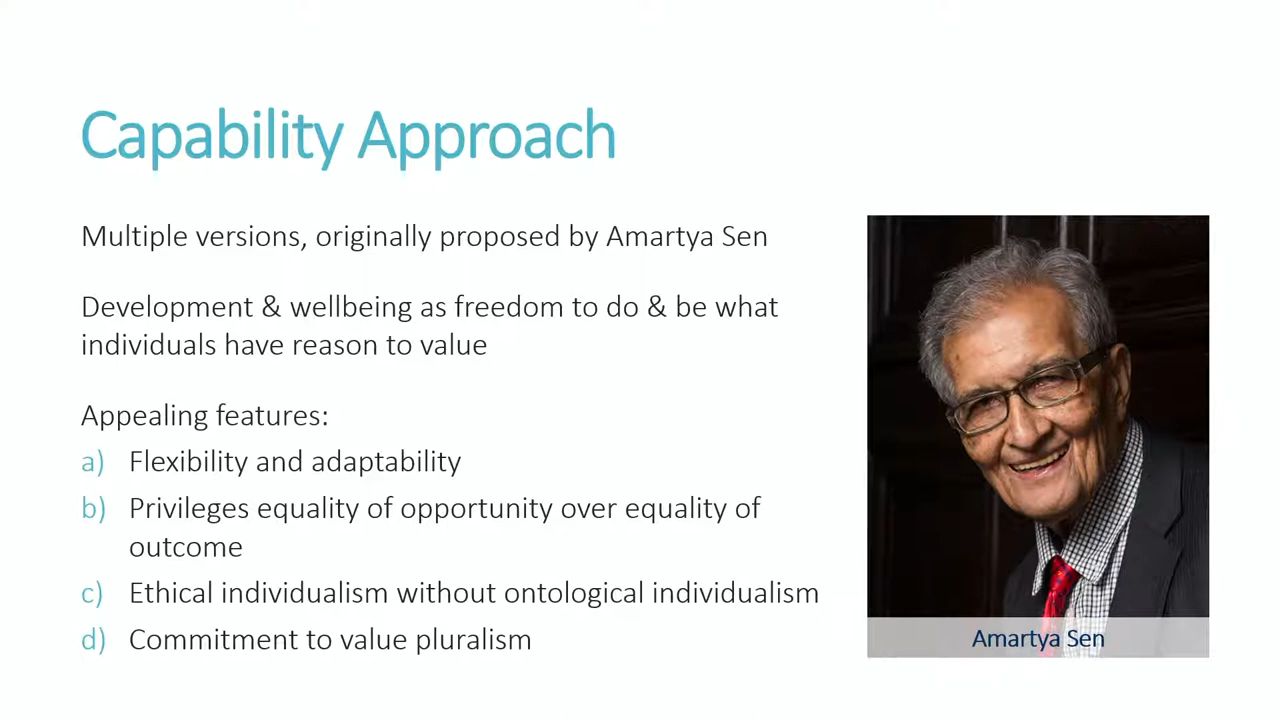 Capability Approach
Multiple versions, originally proposed by Amartya Sen
Development & wellbeing as freedom to do & be what
individuals have reason to value
Appealing features:
a) Flexibility and adaptability
b) Privileges equality of opportunity over equality of
outcome
c) Ethical individualism without ontological individualism
d) Commitment to value pluralism
Amartya Sen